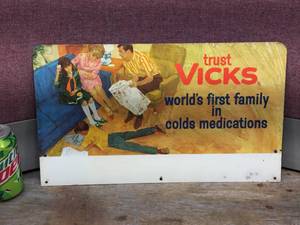 trust
VICKS
world's first family
in
colds medications